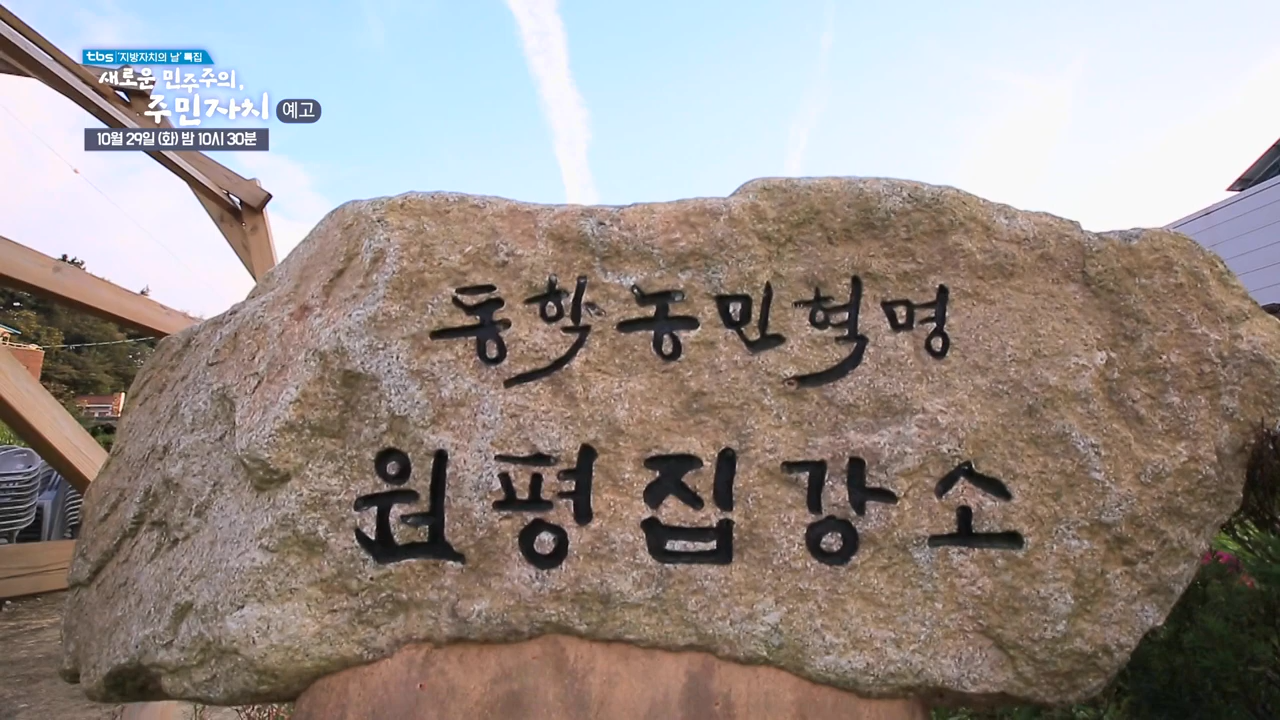 tbs '지방자치의 날' 특집
새로운 민주주의,
주민자치 예고
10월 29일 (화) 밤 10시 30분
동학농민혁명
원평집강소